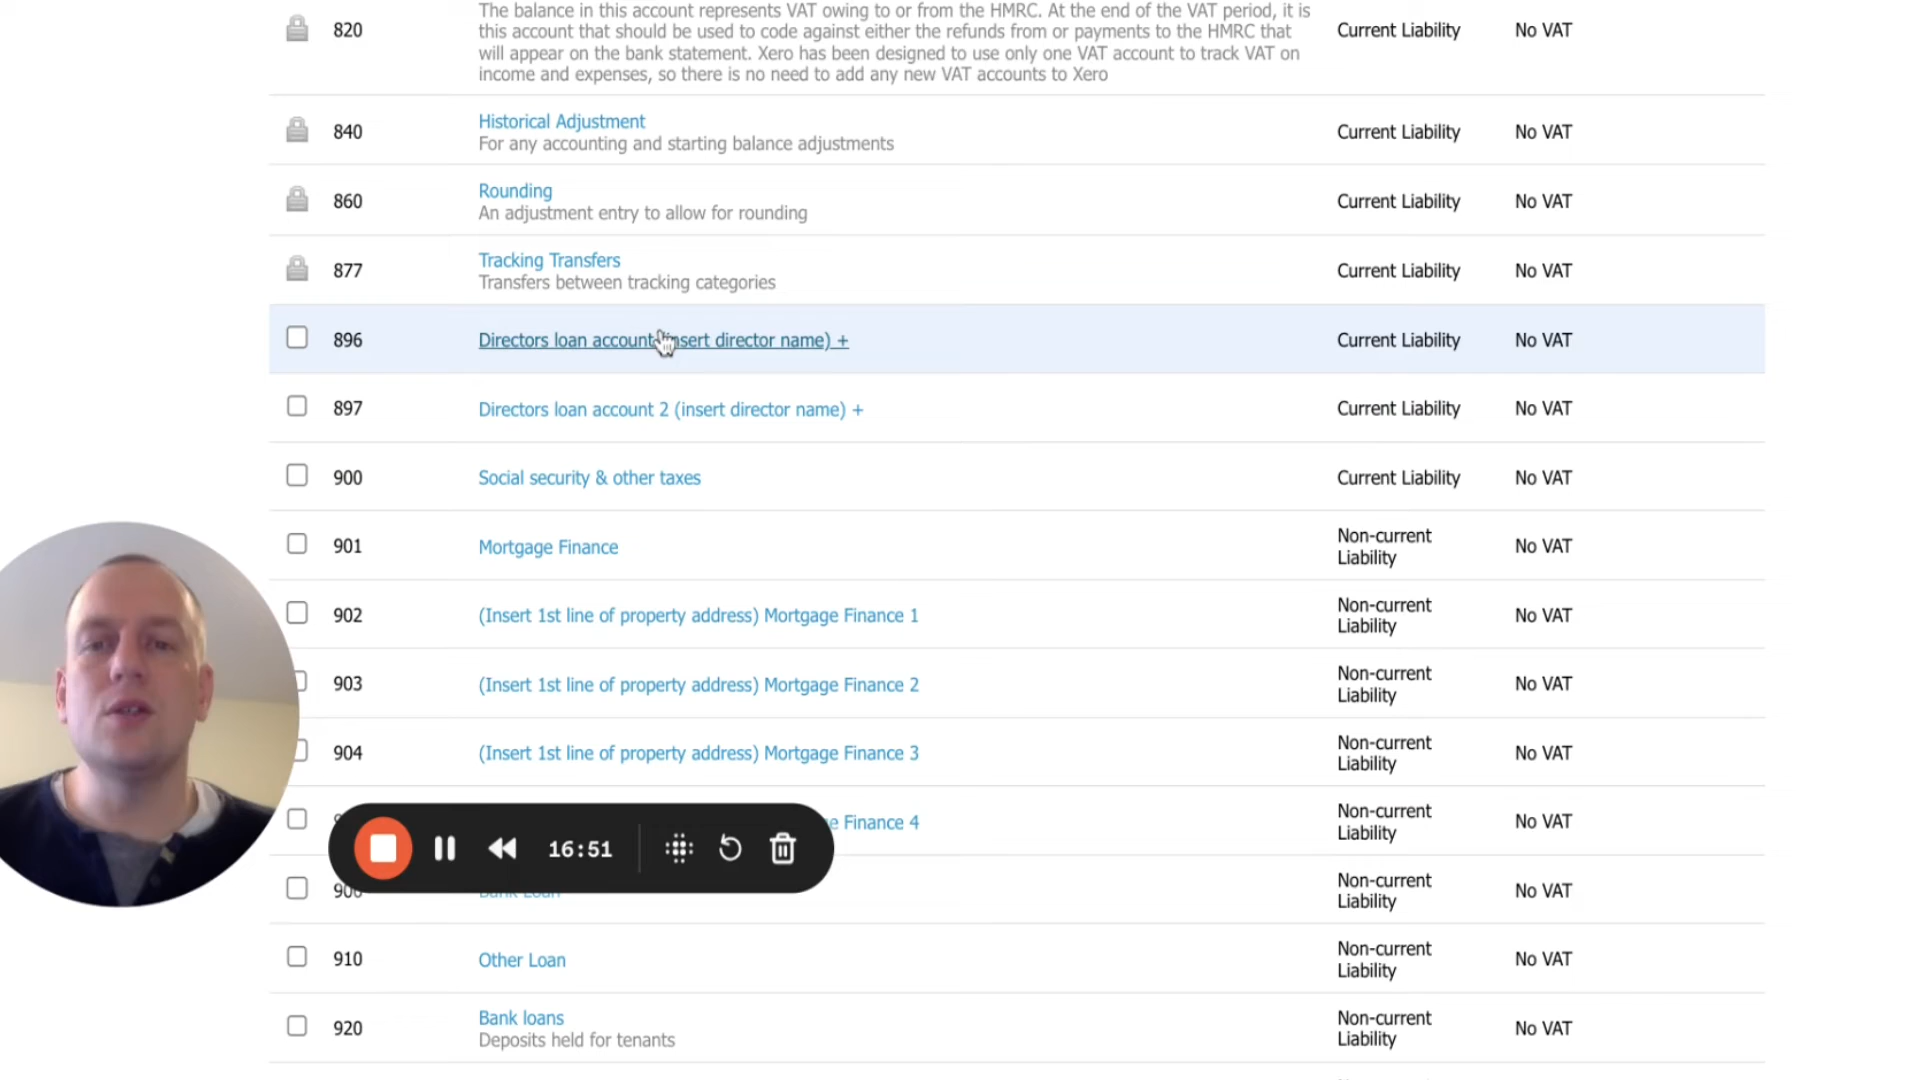 The balance in this account represents VAT owing to or from the HMRC. At the end of the VAT period, it is
820
Current Liability
No VAT
this account that should be used to code against either the refunds from or payments to the HMRC that
will appear on the bank statement. Xero has been designed to use only one VAT account to track VAT on
income and expenses, so there is no need to add any new VAT accounts to Xero
840
Historical Adjustment
For any accounting and starting balance adjustments
Current Liability
No VAT
860
Rounding
An adjustment entry to allow for rounding
Current Liability
No VAT
877
Tracking Transfers
Transfers between tracking categories
Current Liability
No VAT
896
Directors loan account (insert director name) +
Current Liability
No VAT
897
Directors loan account 2 (insert director name) +
Current Liability
No VAT
900
Social security & other taxes
Current Liability
No VAT
901
Mortgage Finance
Non-current
Liability
No VAT
902
(Insert 1st line of property address) Mortgage Finance 1
Non-current
Liability
No VAT
903
(Insert 1st line of property address) Mortgage Finance 2
Non-current
Liability
No VAT
904
(Insert 1st line of property address) Mortgage Finance 3
Non-current
Liability
No VAT
Finance 4
Non-current
Liability
No VAT
16:51
Bank Loan
Non-current
Liability
No VAT
910
Other Loan
Non-current
Liability
No VAT
920
Bank loans
Deposits held for tenants
Non-current
Liability
No VAT